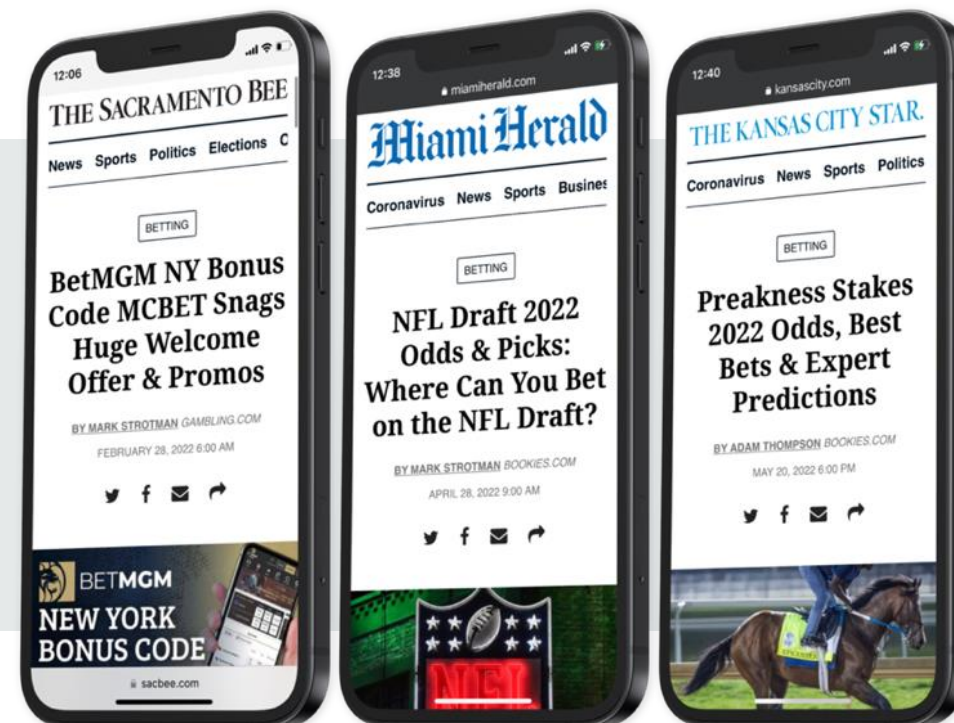 12:06
THE SACRAMENTO BEE
News Sports Politics Elections
BETTING
BetMGM NY Bonus
Code MCBET Snags
Huge Welcome
Offer & Promos
BY MARK STROTMAN GAMBLING.COM
FEBRUARY 28, 2022 6:00 AM
BETMGM
NEW YORK
BONUS CODE
sacbee.com
12:38
miamiherald.com
Miami Herald
Coronavirus News Sports Busines
BETTING
NFL Draft 2022
Odds & Picks:
Where Can You Bet
on the NFL Draft?
BY MARK STROTMAN BOOKIES.COM
APRIL 28, 2022 9:00 AM
NFL
12:40
kansascity.com
THE KANSAS CITY STAR.
Coronavirus News Sports Politics
BETTING
Preakness Stakes
2022 Odds, Best
Bets & Expert
Predictions
BY ADAM THOMPSON BOOKIES.COM
MAY 20, 2022 6:00 PM